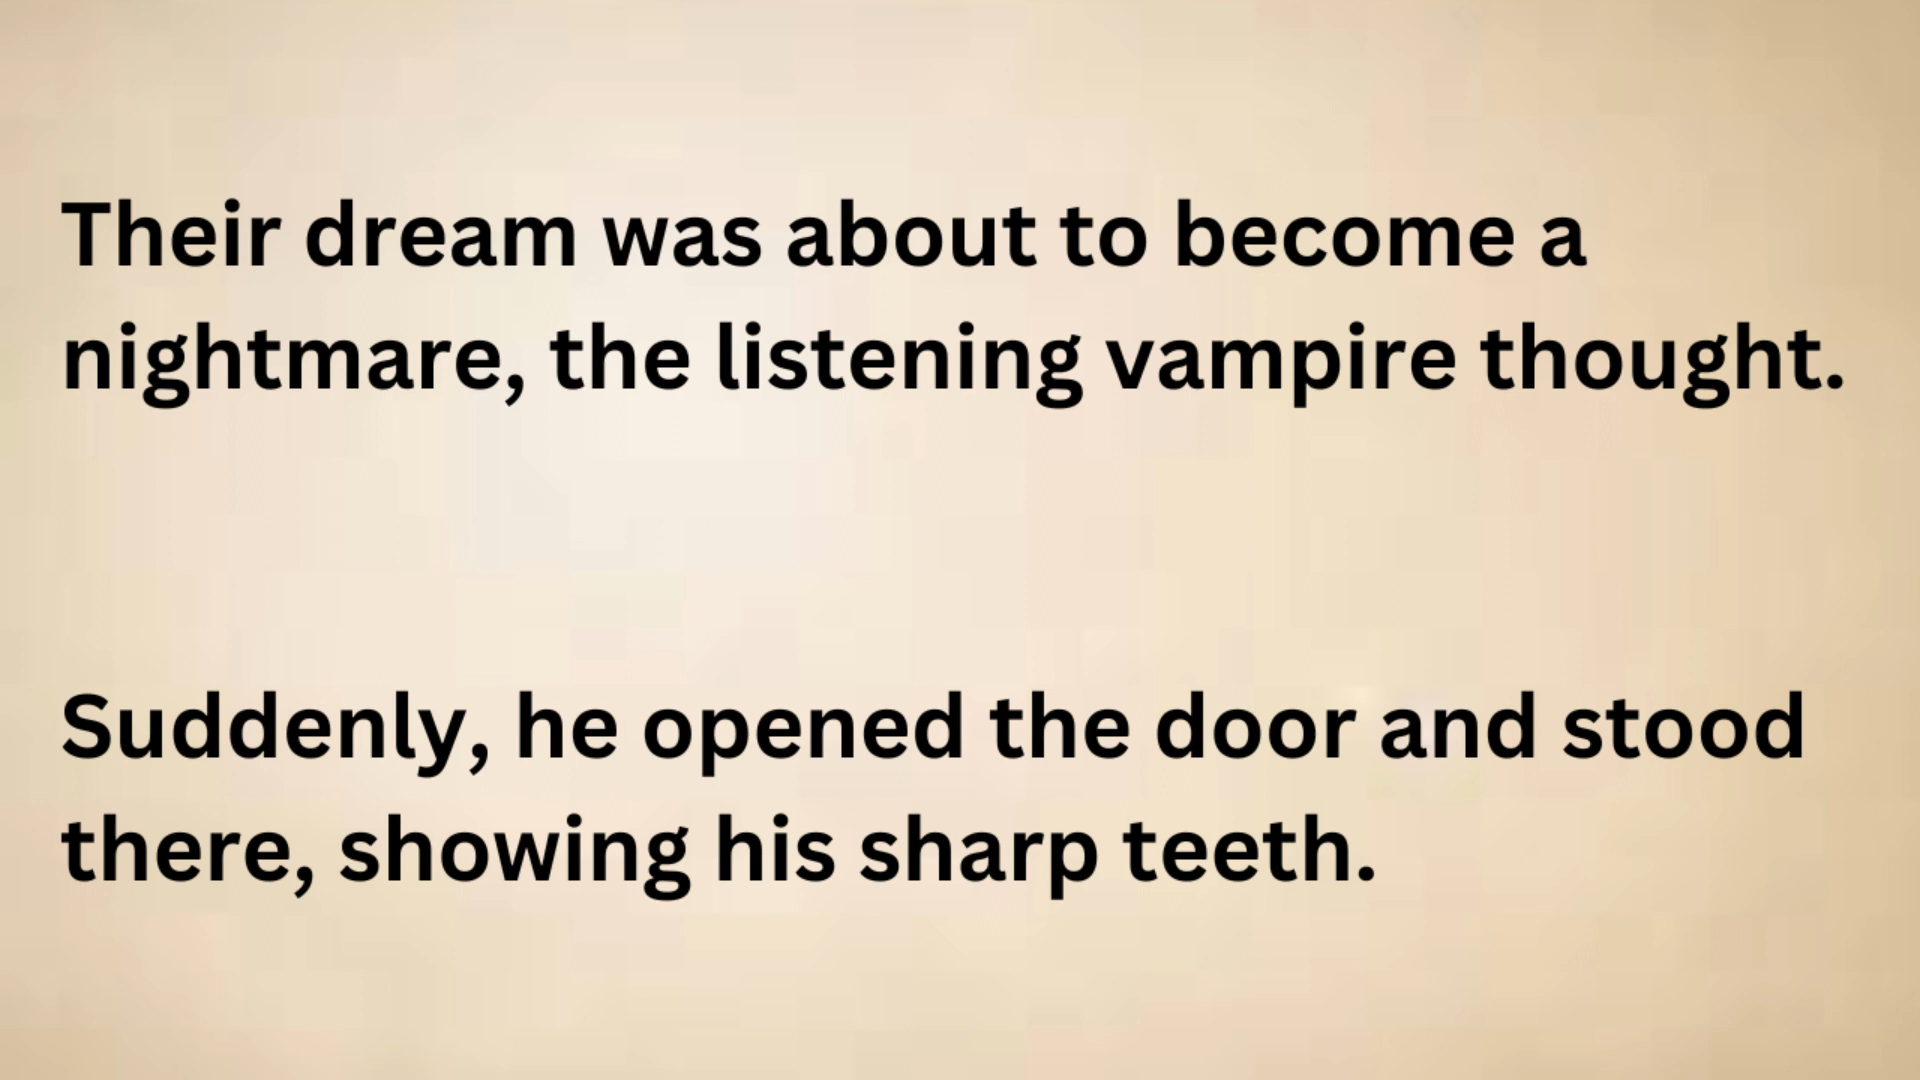 Their dream was about to become a
nightmare, the listening vampire thought.
Suddenly, he opened the door and stood
there, showing his sharp teeth.